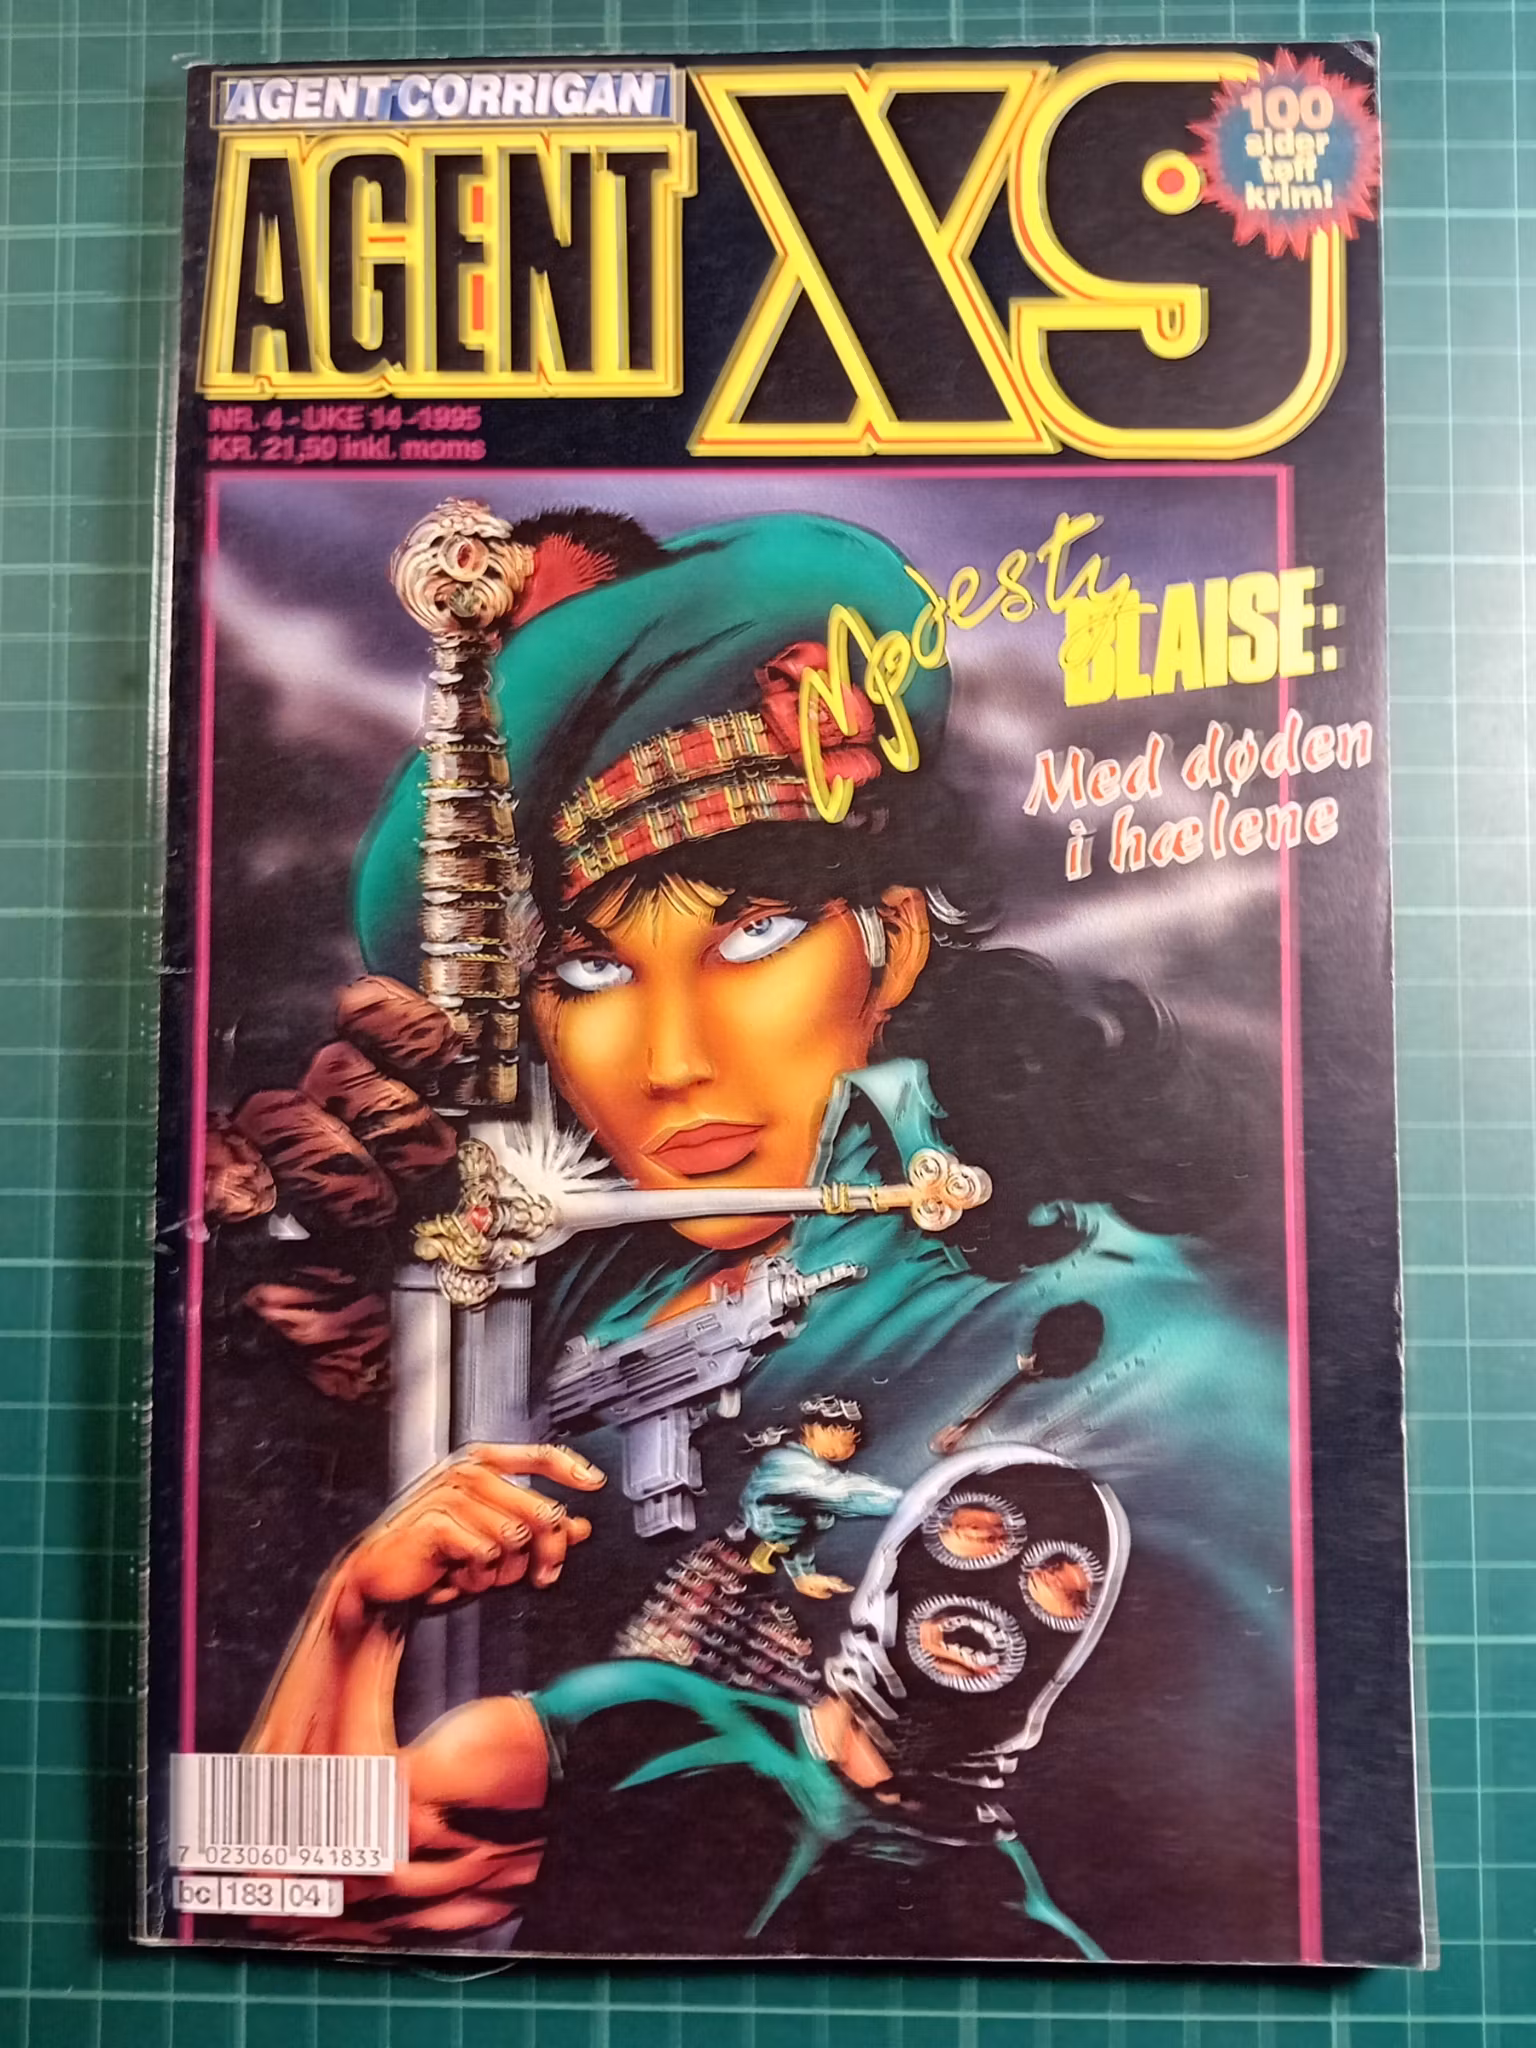 AGENT CORRIGAN
AGENT X9
100
sider
tøff
krim!
NR. 4 - UKE 14 - 1995
KR. 21,50 inkl. moms
Modesty
BLAISE:
Med døden
i hælene
7 023060 941833
bc 183 04